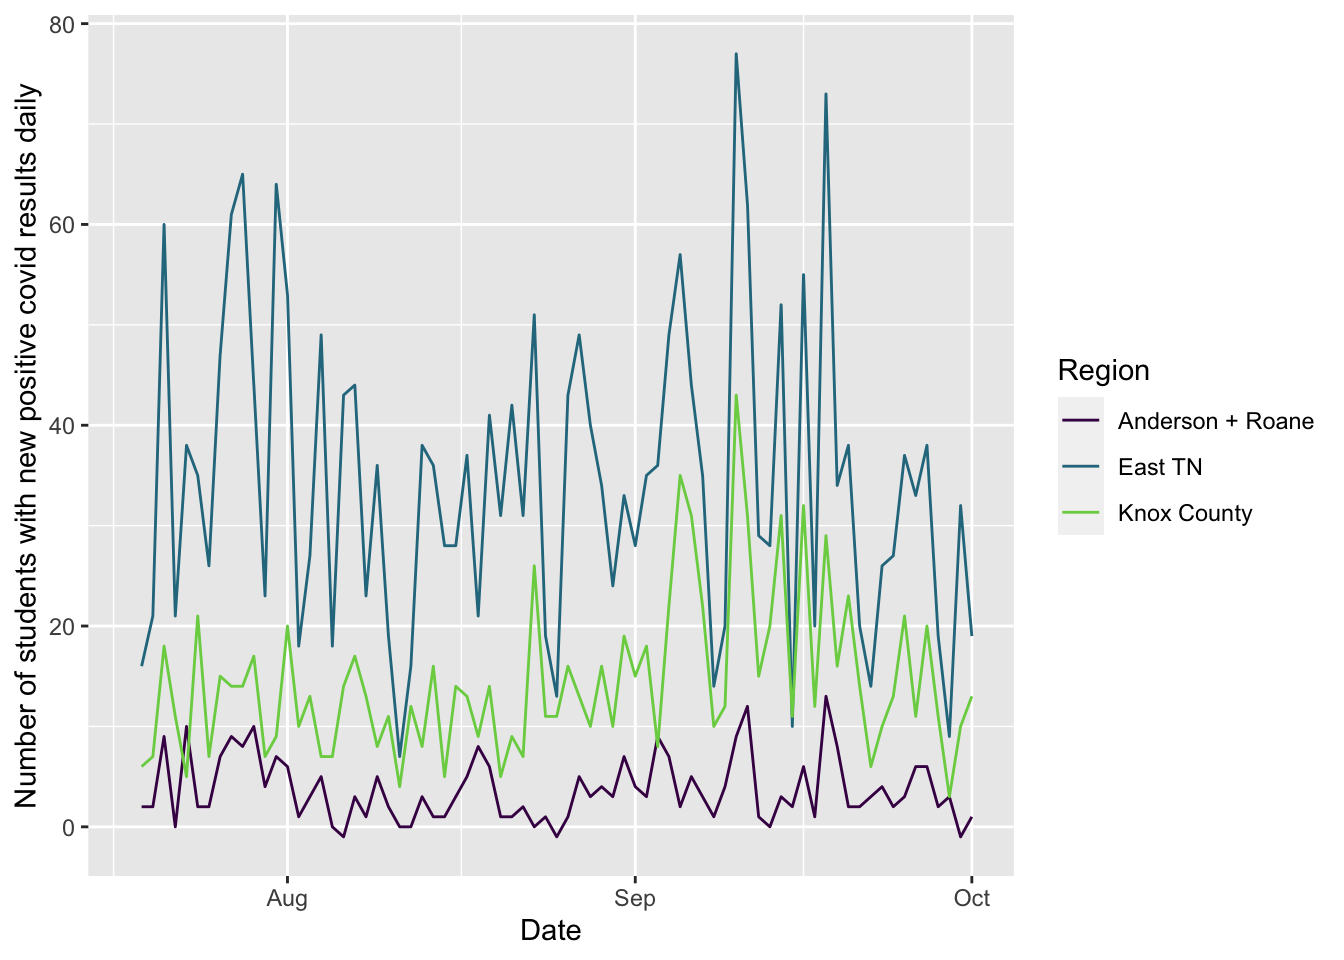 Number of students with new positive covid results daily
80
60
40
20
0
Aug
Sep
Oct
Date
Region
Anderson + Roane
East TN
Knox County